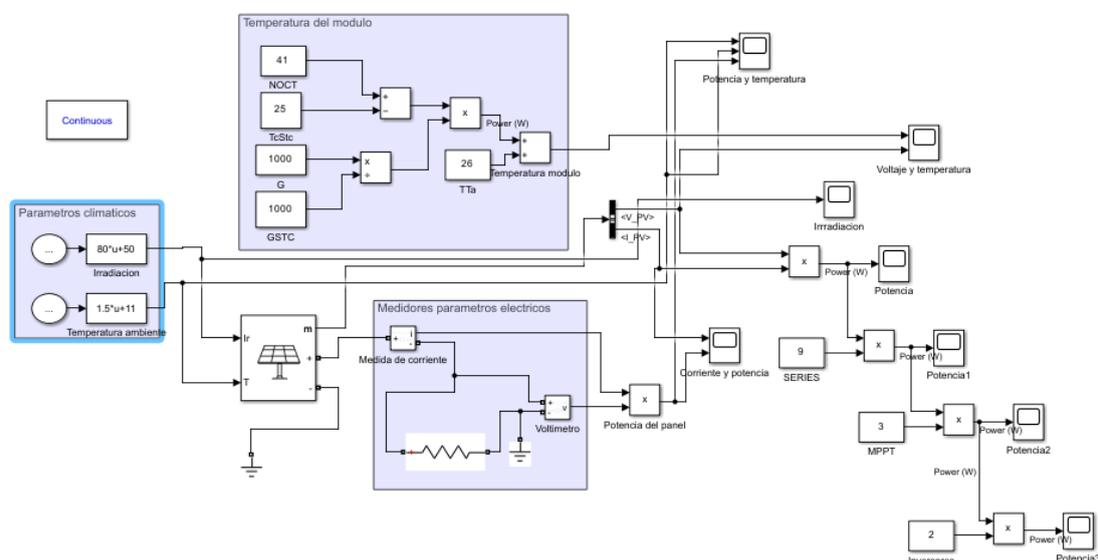 Temperatura del modulo
41
NOCT
25
TcStc
1000
G
1000
GSTC
+
−
x
÷
x
Power (W)
26
TTa
+
+
Temperatura modulo
Continuous
Potencia y temperatura
Voltaje y temperatura
Irrradiacion
<V_PV>
<I_PV>
Parametros climaticos
...
80*u+50
Irradiacion
...
1.5*u+11
Temperatura ambiente
Ir
T
m
+
-
Medidores parametros electricos
i
+
-
Medida de corriente
+
-
v
Voltimetro
x
Potencia del panel
Corriente y potencia
x
Power (W)
Potencia
9
SERIES
x
Power (W)
Potencia1
3
MPPT
x
Power (W)
Potencia2
Power (W)
2
x
Power (W)